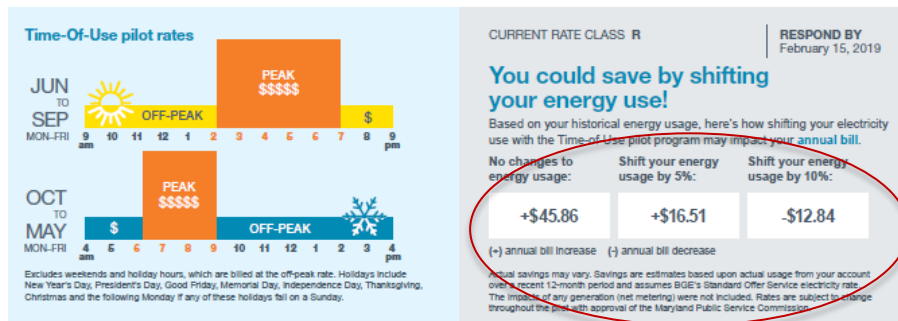 Time-Of-Use pilot rates
JUN
TO
SEP
MON–FRI
PEAK
$$$$$
OFF-PEAK
$
9 10 11 12 1 2 3 4 5 6 7 8 9
am pm
OCT
TO
MAY
MON–FRI
PEAK
$$$$$
$
OFF-PEAK
4 5 6 7 8 9 10 11 12 1 2 3 4
am pm
Excludes weekends and holiday hours, which are billed at the off-peak rate. Holidays include
New Year's Day, President's Day, Good Friday, Memorial Day, Independence Day, Thanksgiving,
Christmas and the following Monday if any of these holidays fall on a Sunday.
CURRENT RATE CLASS R
RESPOND BY
February 15, 2019
You could save by shifting
your energy use!
Based on your historical energy usage, here's how shifting your electricity
use with the Time-of-Use pilot program may impact your annual bill.
No changes to
energy usage:
Shift your energy
usage by 5%:
Shift your energy
usage by 10%:
+$45.86
+$16.51
-$12.84
(+) annual bill increase (-) annual bill decrease
Actual savings may vary. Savings are estimates based upon actual usage from your account
over a recent 12-month period and assumes BGE's Standard Offer Service electricity rate.
The impacts of any generation (net metering) were not included. Rates are subject to change
throughout the pilot with approval of the Maryland Public Service Commission.